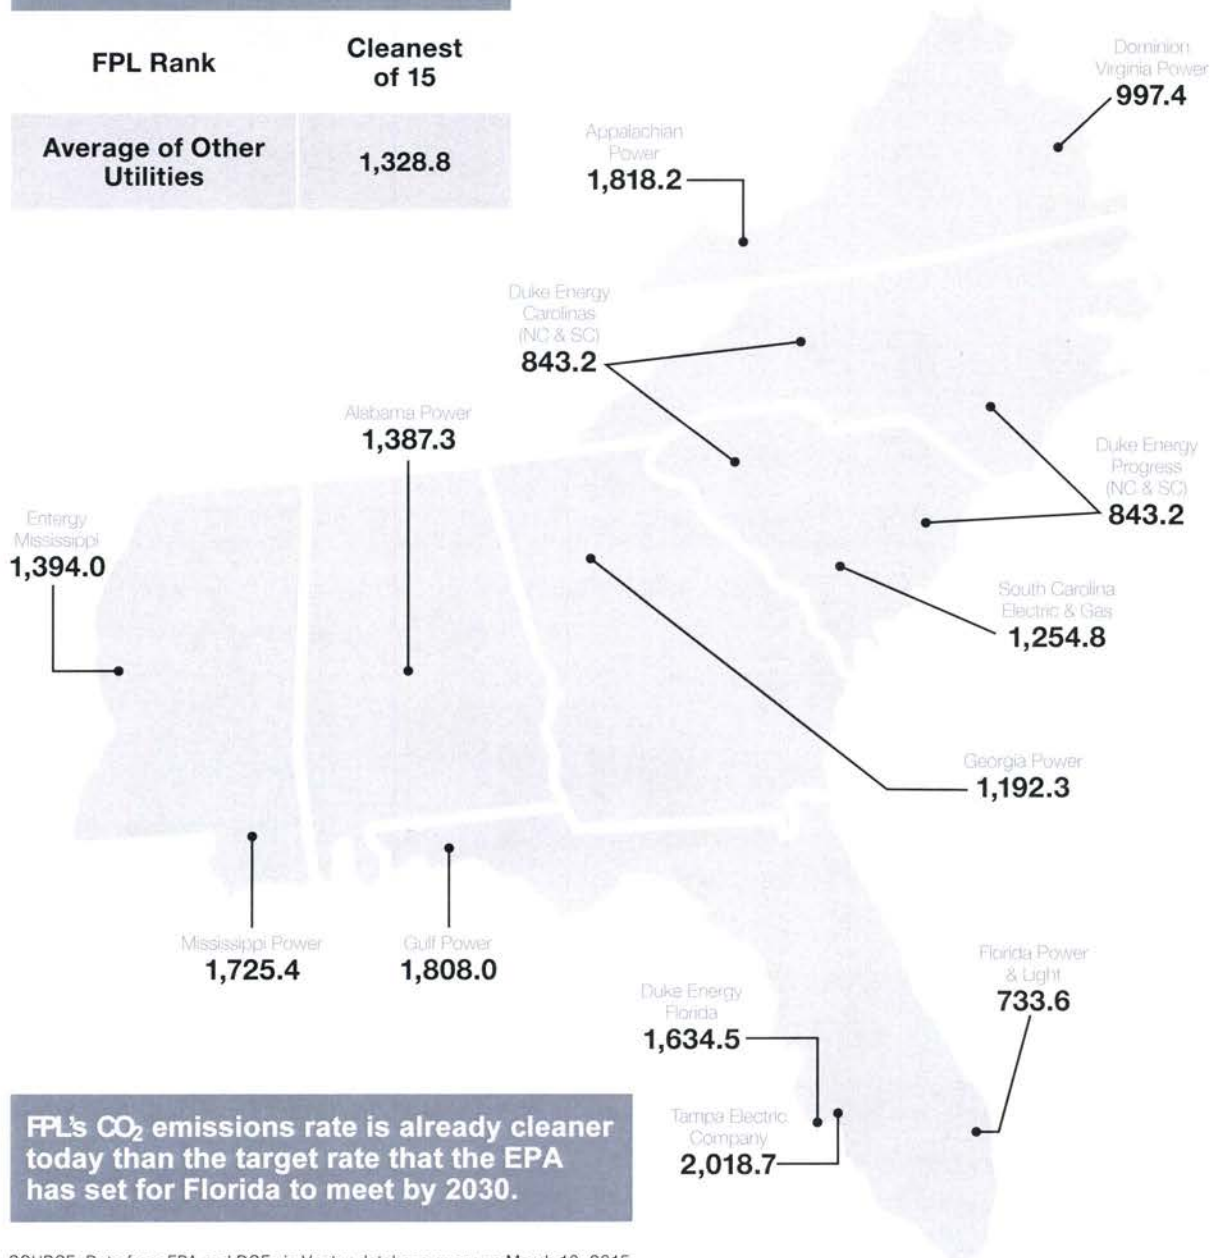 FPL Rank
Cleanest
of 15
Average of Other
Utilities
1,328.8
Dominion
Virginia Power
997.4
Appalachian
Power
1,818.2
Duke Energy
Carolinas
(NC & SC)
843.2
Alabama Power
1,387.3
Duke Energy
Progress
(NC & SC)
843.2
Entergy
Mississippi
1,394.0
South Carolina
Electric & Gas
1,254.8
Georgia Power
1,192.3
Mississippi Power
1,725.4
Gulf Power
1,808.0
Florida Power
& Light
733.6
Duke Energy
Florida
1,634.5
Tampa Electric
Company
2,018.7
FPL's CO₂ emissions rate is already cleaner
today than the target rate that the EPA
has set for Florida to meet by 2030.